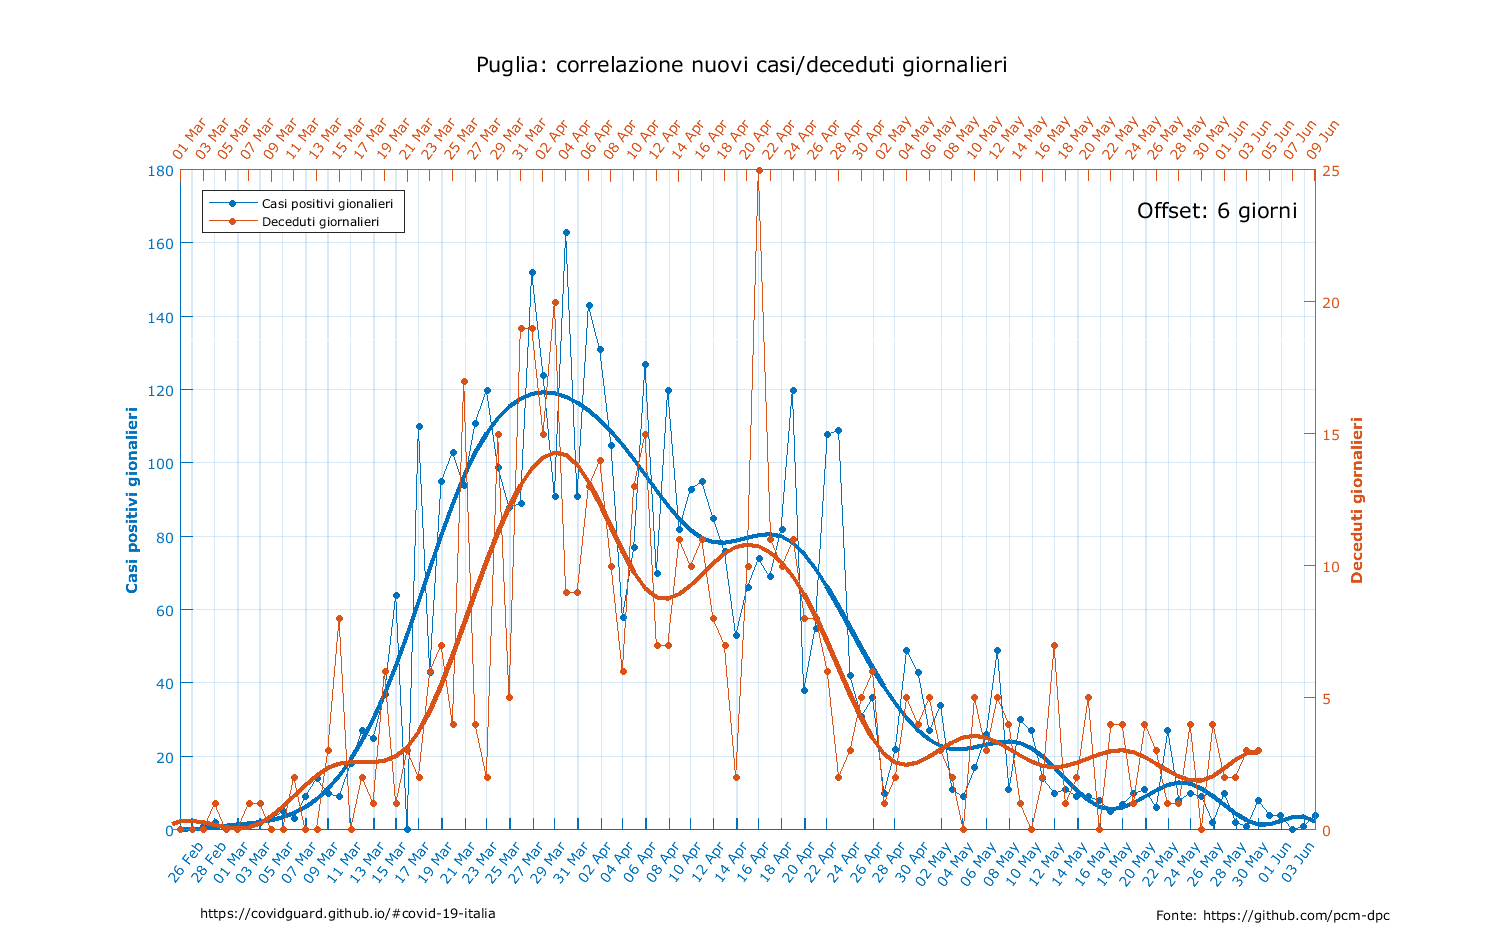 Puglia: correlazione nuovi casi/deceduti giornalieri
01 Mar 03 Mar 05 Mar 07 Mar 09 Mar 11 Mar 13 Mar 15 Mar 17 Mar 19 Mar 21 Mar 23 Mar 25 Mar 27 Mar 29 Mar 31 Mar 02 Apr 04 Apr 06 Apr 08 Apr 10 Apr 12 Apr 14 Apr 16 Apr 18 Apr 20 Apr 22 Apr 24 Apr 26 Apr 28 Apr 30 Apr 02 May 04 May 06 May 08 May 10 May 12 May 14 May 16 May 18 May 20 May 22 May 24 May 26 May 28 May 30 May 01 Jun 03 Jun 05 Jun 07 Jun 09 Jun
180 25
Casi positivi gionalieri
Deceduti giornalieri
Offset: 6 giorni
160
20
140
120
15
100
80
10
60
40
5
20
0 0
Casi positivi gionalieri
Deceduti giornalieri
26 Feb 28 Feb 01 Mar 03 Mar 05 Mar 07 Mar 09 Mar 11 Mar 13 Mar 15 Mar 17 Mar 19 Mar 21 Mar 23 Mar 25 Mar 27 Mar 29 Mar 31 Mar 02 Apr 04 Apr 06 Apr 08 Apr 10 Apr 12 Apr 14 Apr 16 Apr 18 Apr 20 Apr 22 Apr 24 Apr 26 Apr 28 Apr 30 Apr 02 May 04 May 06 May 08 May 10 May 12 May 14 May 16 May 18 May 20 May 22 May 24 May 26 May 28 May 30 May 01 Jun 03 Jun
https://covidguard.github.io/#covid-19-italia
Fonte: https://github.com/pcm-dpc